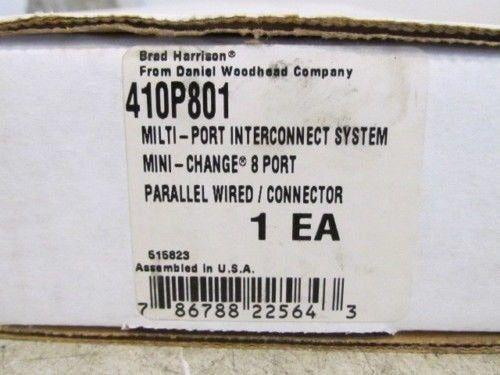 Brad Harrison®
From Daniel Woodhead Company
410P801
MILTI-PORT INTERCONNECT SYSTEM
MINI-CHANGE® 8 PORT
PARALLEL WIRED / CONNECTOR
1 EA
515823
Assembled in U.S.A.
7 86788 22564 3